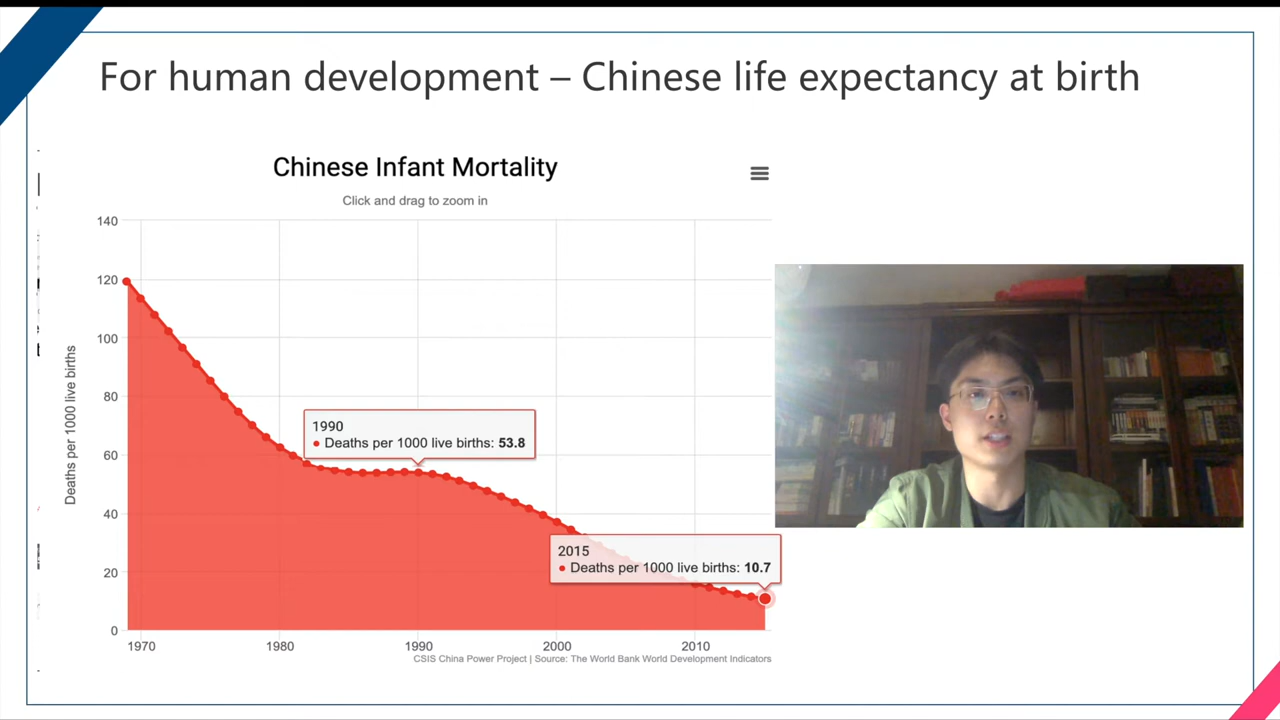 For human development – Chinese life expectancy at birth
Chinese Infant Mortality
Click and drag to zoom in
140
120
100
80
60
40
20
0
Deaths per 1000 live births
1990
● Deaths per 1000 live births: 53.8
2015
● Deaths per 1000 live births: 10.7
1970 1980 1990 2000 2010
CSIS China Power Project | Source: The World Bank World Development Indicators